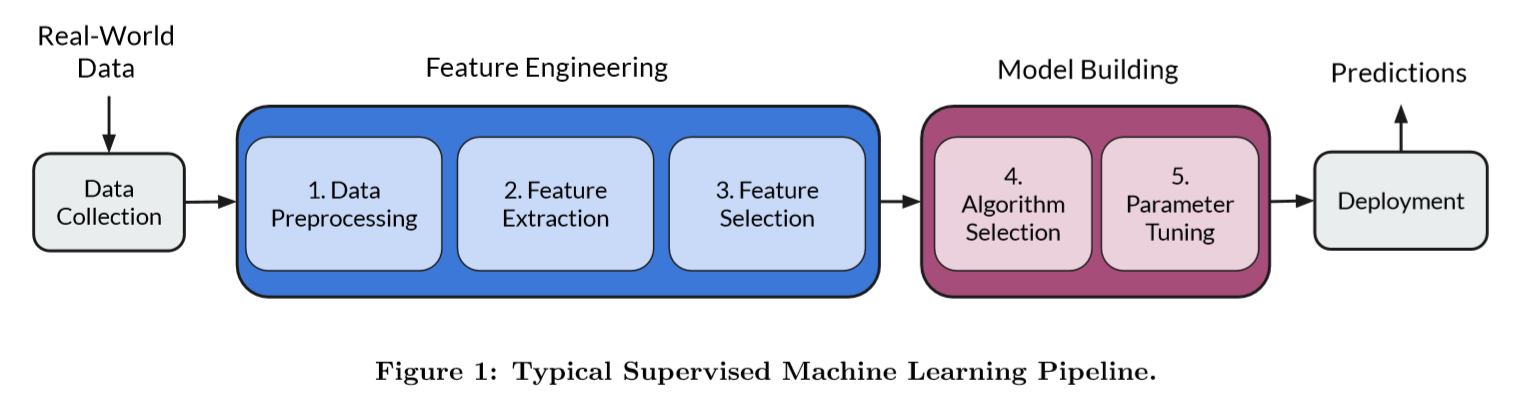 Real-World
Data
Feature Engineering
Model Building
Predictions
Data
Collection
1. Data
Preprocessing
2. Feature
Extraction
3. Feature
Selection
4.
Algorithm
Selection
5.
Parameter
Tuning
Deployment
Figure 1: Typical Supervised Machine Learning Pipeline.